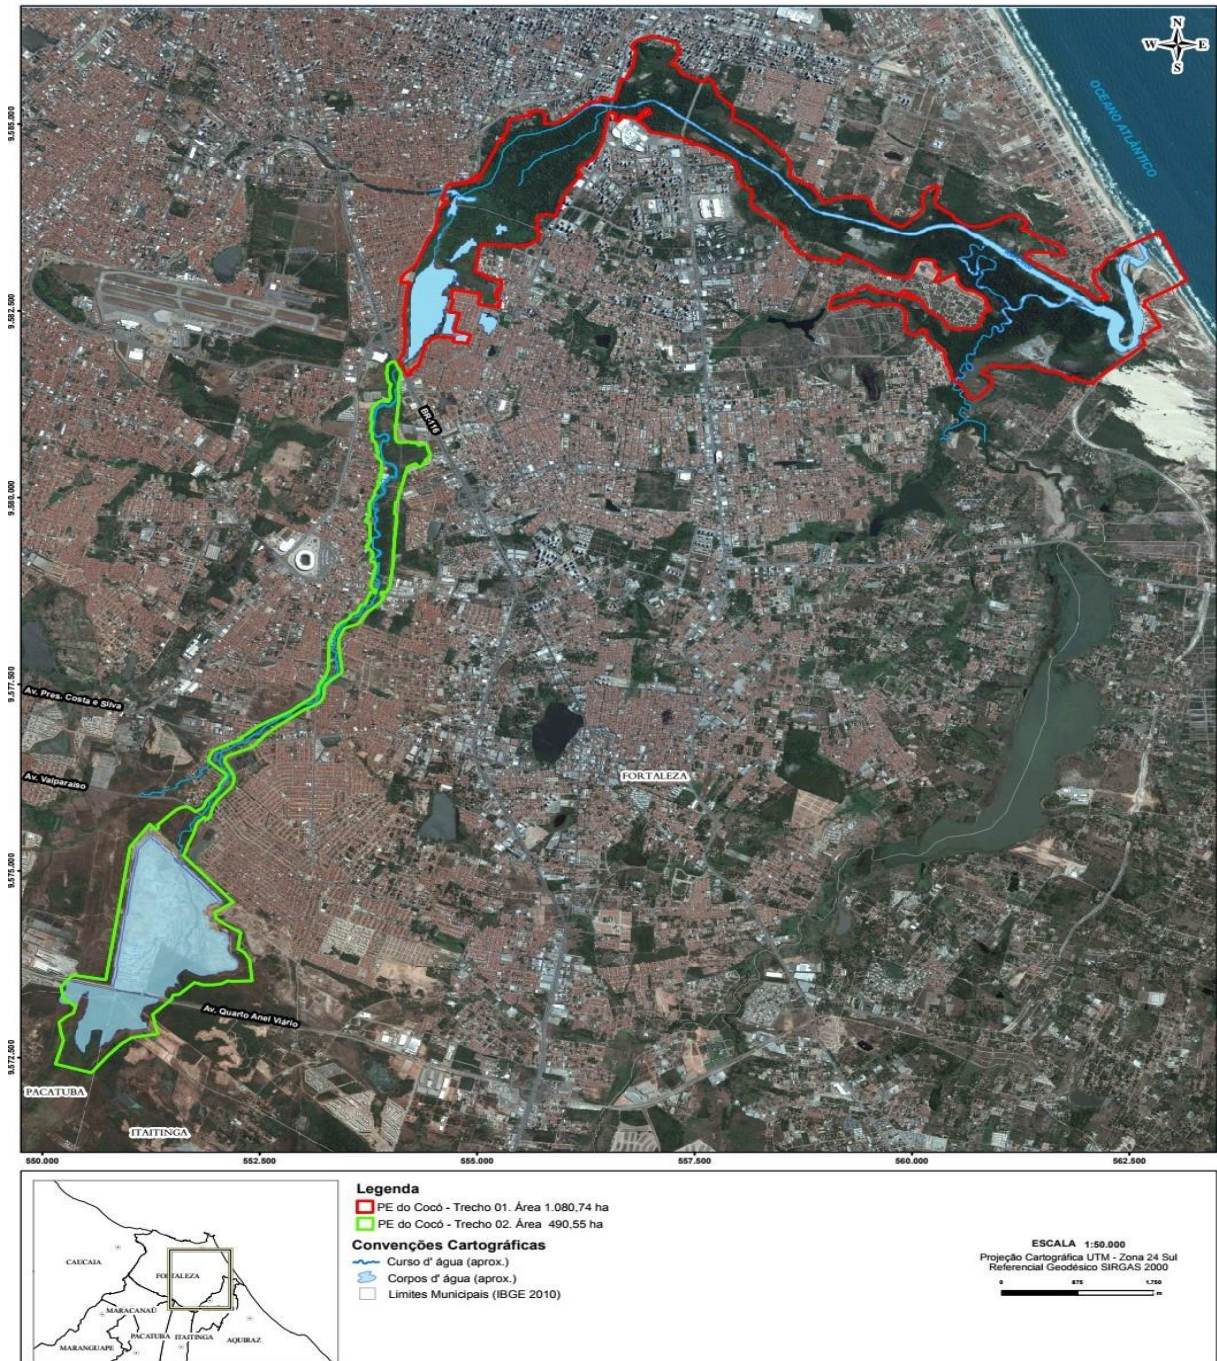 N
W E
S
OCEANO ATLÂNTICO
9.585.000
9.582.500
BR-116
9.580.000
9.577.500
Av. Pres. Costa e Silva
Av. Valparaíso
FORTALEZA
9.575.000
Av. Quarto Anel Viário
9.572.500
PACATUBA
ITAITINGA
550.000 552.500 555.000 557.500 560.000 562.500
CAUCAIA
FORTALEZA
MARACANAÚ
PACATUBA ITAITINGA
AQUIRAZ
MARANGUAPE
Legenda
PE do Cocó - Trecho 01. Área 1.080,74 ha
PE do Cocó - Trecho 02. Área 490,55 ha
Convenções Cartográficas
Curso d' água (aprox.)
Corpos d' água (aprox.)
Limites Municipais (IBGE 2010)
ESCALA 1:50.000
Projeção Cartográfica UTM - Zona 24 Sul
Referencial Geodésico SIRGAS 2000
0 875 1.750
m